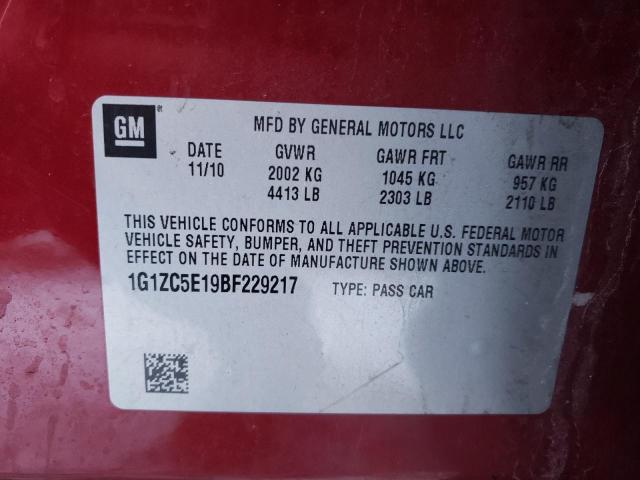 GM
MFD BY GENERAL MOTORS LLC
DATE GVWR GAWR FRT GAWR RR
11/10 2002 KG 1045 KG 957 KG
4413 LB 2303 LB 2110 LB
THIS VEHICLE CONFORMS TO ALL APPLICABLE U.S. FEDERAL MOTOR
VEHICLE SAFETY, BUMPER, AND THEFT PREVENTION STANDARDS IN
EFFECT ON THE DATE OF MANUFACTURE SHOWN ABOVE.
1G1ZC5E19BF229217 TYPE: PASS CAR